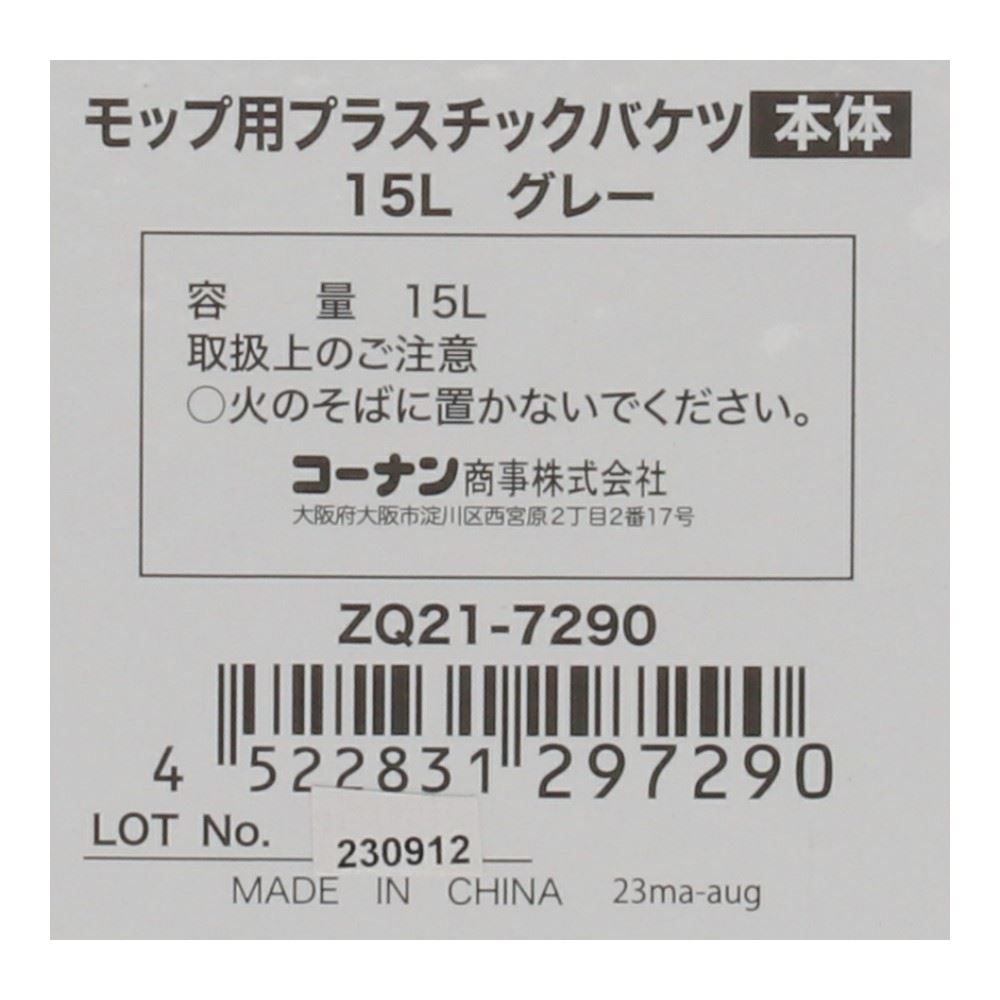 モップ用プラスチックバケツ 本体
15L グレー
容 量 15L
取扱上のご注意
○火のそばに置かないでください。
コーナン商事株式会社
大阪府大阪市淀川区西宮原2丁目2番17号
ZQ21-7290
4 522831 297290
LOT No. 230912
MADE IN CHINA 23ma-aug